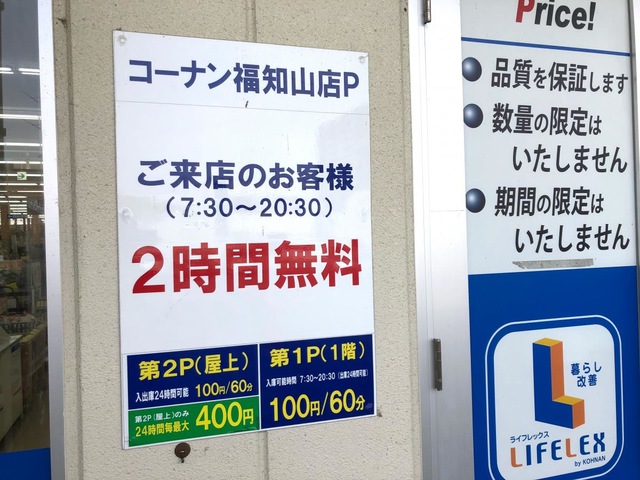 コーナン福知山店P
ご来店のお客様
(7:30～20:30)
2時間無料
第2P(屋上)
入出庫24時間可能 100円/60分
第2P(屋上)のみ
24時間毎最大 400円
第1P(1階)
入庫可能時間 7:30~20:30 (出庫24時間可能)
100円/60分
Price!
品質を保証します
数量の限定は
いたしません
期間の限定は
いたしません
暮らし
改善
ライフレックス
LIFELEX
by KOHNAN